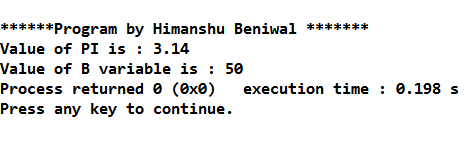 ******Program by Himanshu Beniwal *******
Value of PI is : 3.14
Value of B variable is : 50
Process returned 0 (0x0)   execution time : 0.198 s
Press any key to continue.